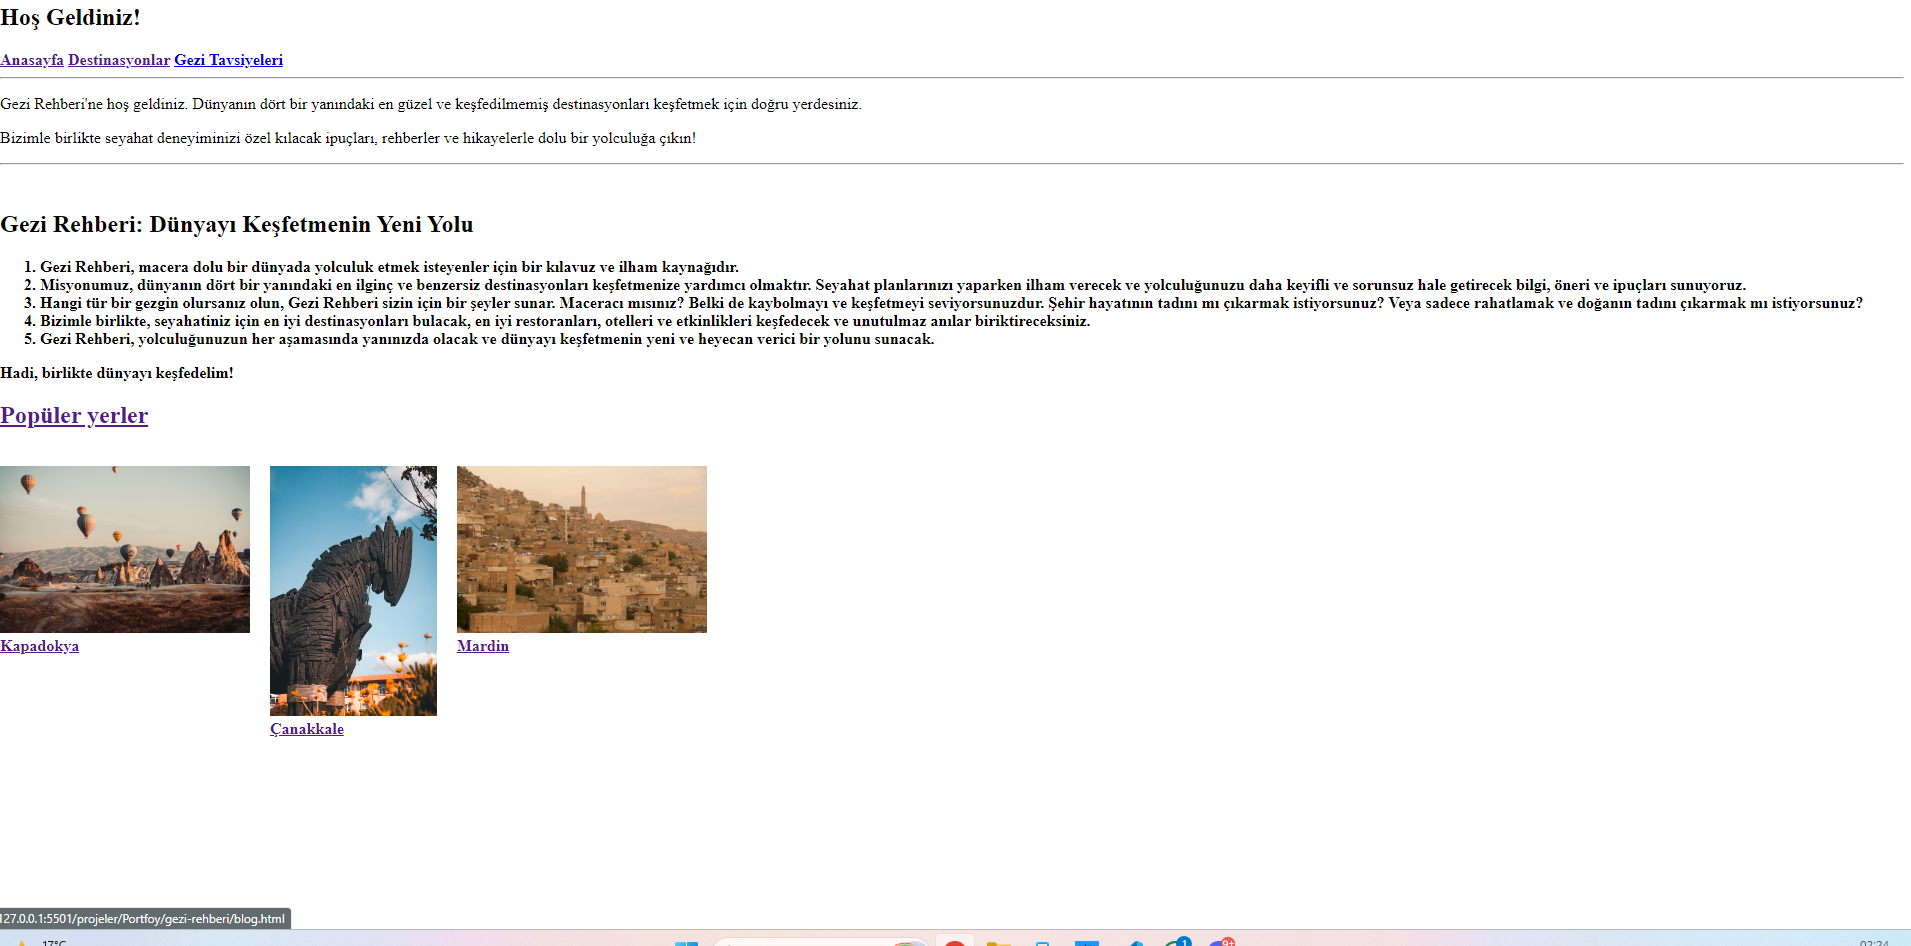 Hoş Geldiniz!
Anasayfa Destinasyonlar Gezi Tavsiyeleri
Gezi Rehberi'ne hoş geldiniz. Dünyanın dört bir yanındaki en güzel ve keşfedilmemiş destinasyonları keşfetmek için doğru yerdesiniz.
Bizimle birlikte seyahat deneyiminizi özel kılacak ipuçları, rehberler ve hikayelerle dolu bir yolculuğa çıkın!
Gezi Rehberi: Dünyayı Keşfetmenin Yeni Yolu
1. Gezi Rehberi, macera dolu bir dünyada yolculuk etmek isteyenler için bir kılavuz ve ilham kaynağıdır.
2. Misyonumuz, dünyanın dört bir yanındaki en ilginç ve benzersiz destinasyonları keşfetmenize yardımcı olmaktır. Seyahat planlarınızı yaparken ilham verecek ve yolculuğunuzu daha keyifli ve sorunsuz hale getirecek bilgi, öneri ve ipuçları sunuyoruz.
3. Hangi tür bir gezgin olursanız olun, Gezi Rehberi sizin için bir şeyler sunar. Maceracı mısınız? Belki de kaybolmayı ve keşfetmeyi seviyorsunuzdur. Şehir hayatının tadını mı çıkarmak istiyorsunuz? Veya sadece rahatlamak ve doğanın tadını çıkarmak mı istiyorsunuz?
4. Bizimle birlikte, seyahatiniz için en iyi destinasyonları bulacak, en iyi restoranları, otelleri ve etkinlikleri keşfedecek ve unutulmaz anılar biriktireceksiniz.
5. Gezi Rehberi, yolculuğunuzun her aşamasında yanınızda olacak ve dünyayı keşfetmenin yeni ve heyecan verici bir yolunu sunacak.
Hadi, birlikte dünyayı keşfedelim!
Popüler yerler
Kapadokya
Mardin
Çanakkale
127.0.0.1:5501/projeler/Portfoy/gezi-rehberi/blog.html
17°C
1
9+
02:24